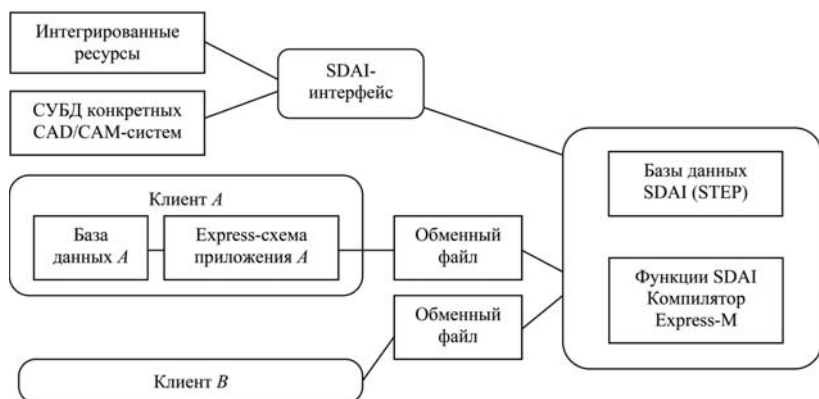 Интегрированные
ресурсы
SDAI-
интерфейс
СУБД конкретных
CAD/CAM-систем
Базы данных
SDAI (STEP)
Клиент A
База
данных A
Express-схема
приложения A
Обменный
файл
Функции SDAI
Компилятор
Express-M
Обменный
файл
Клиент B